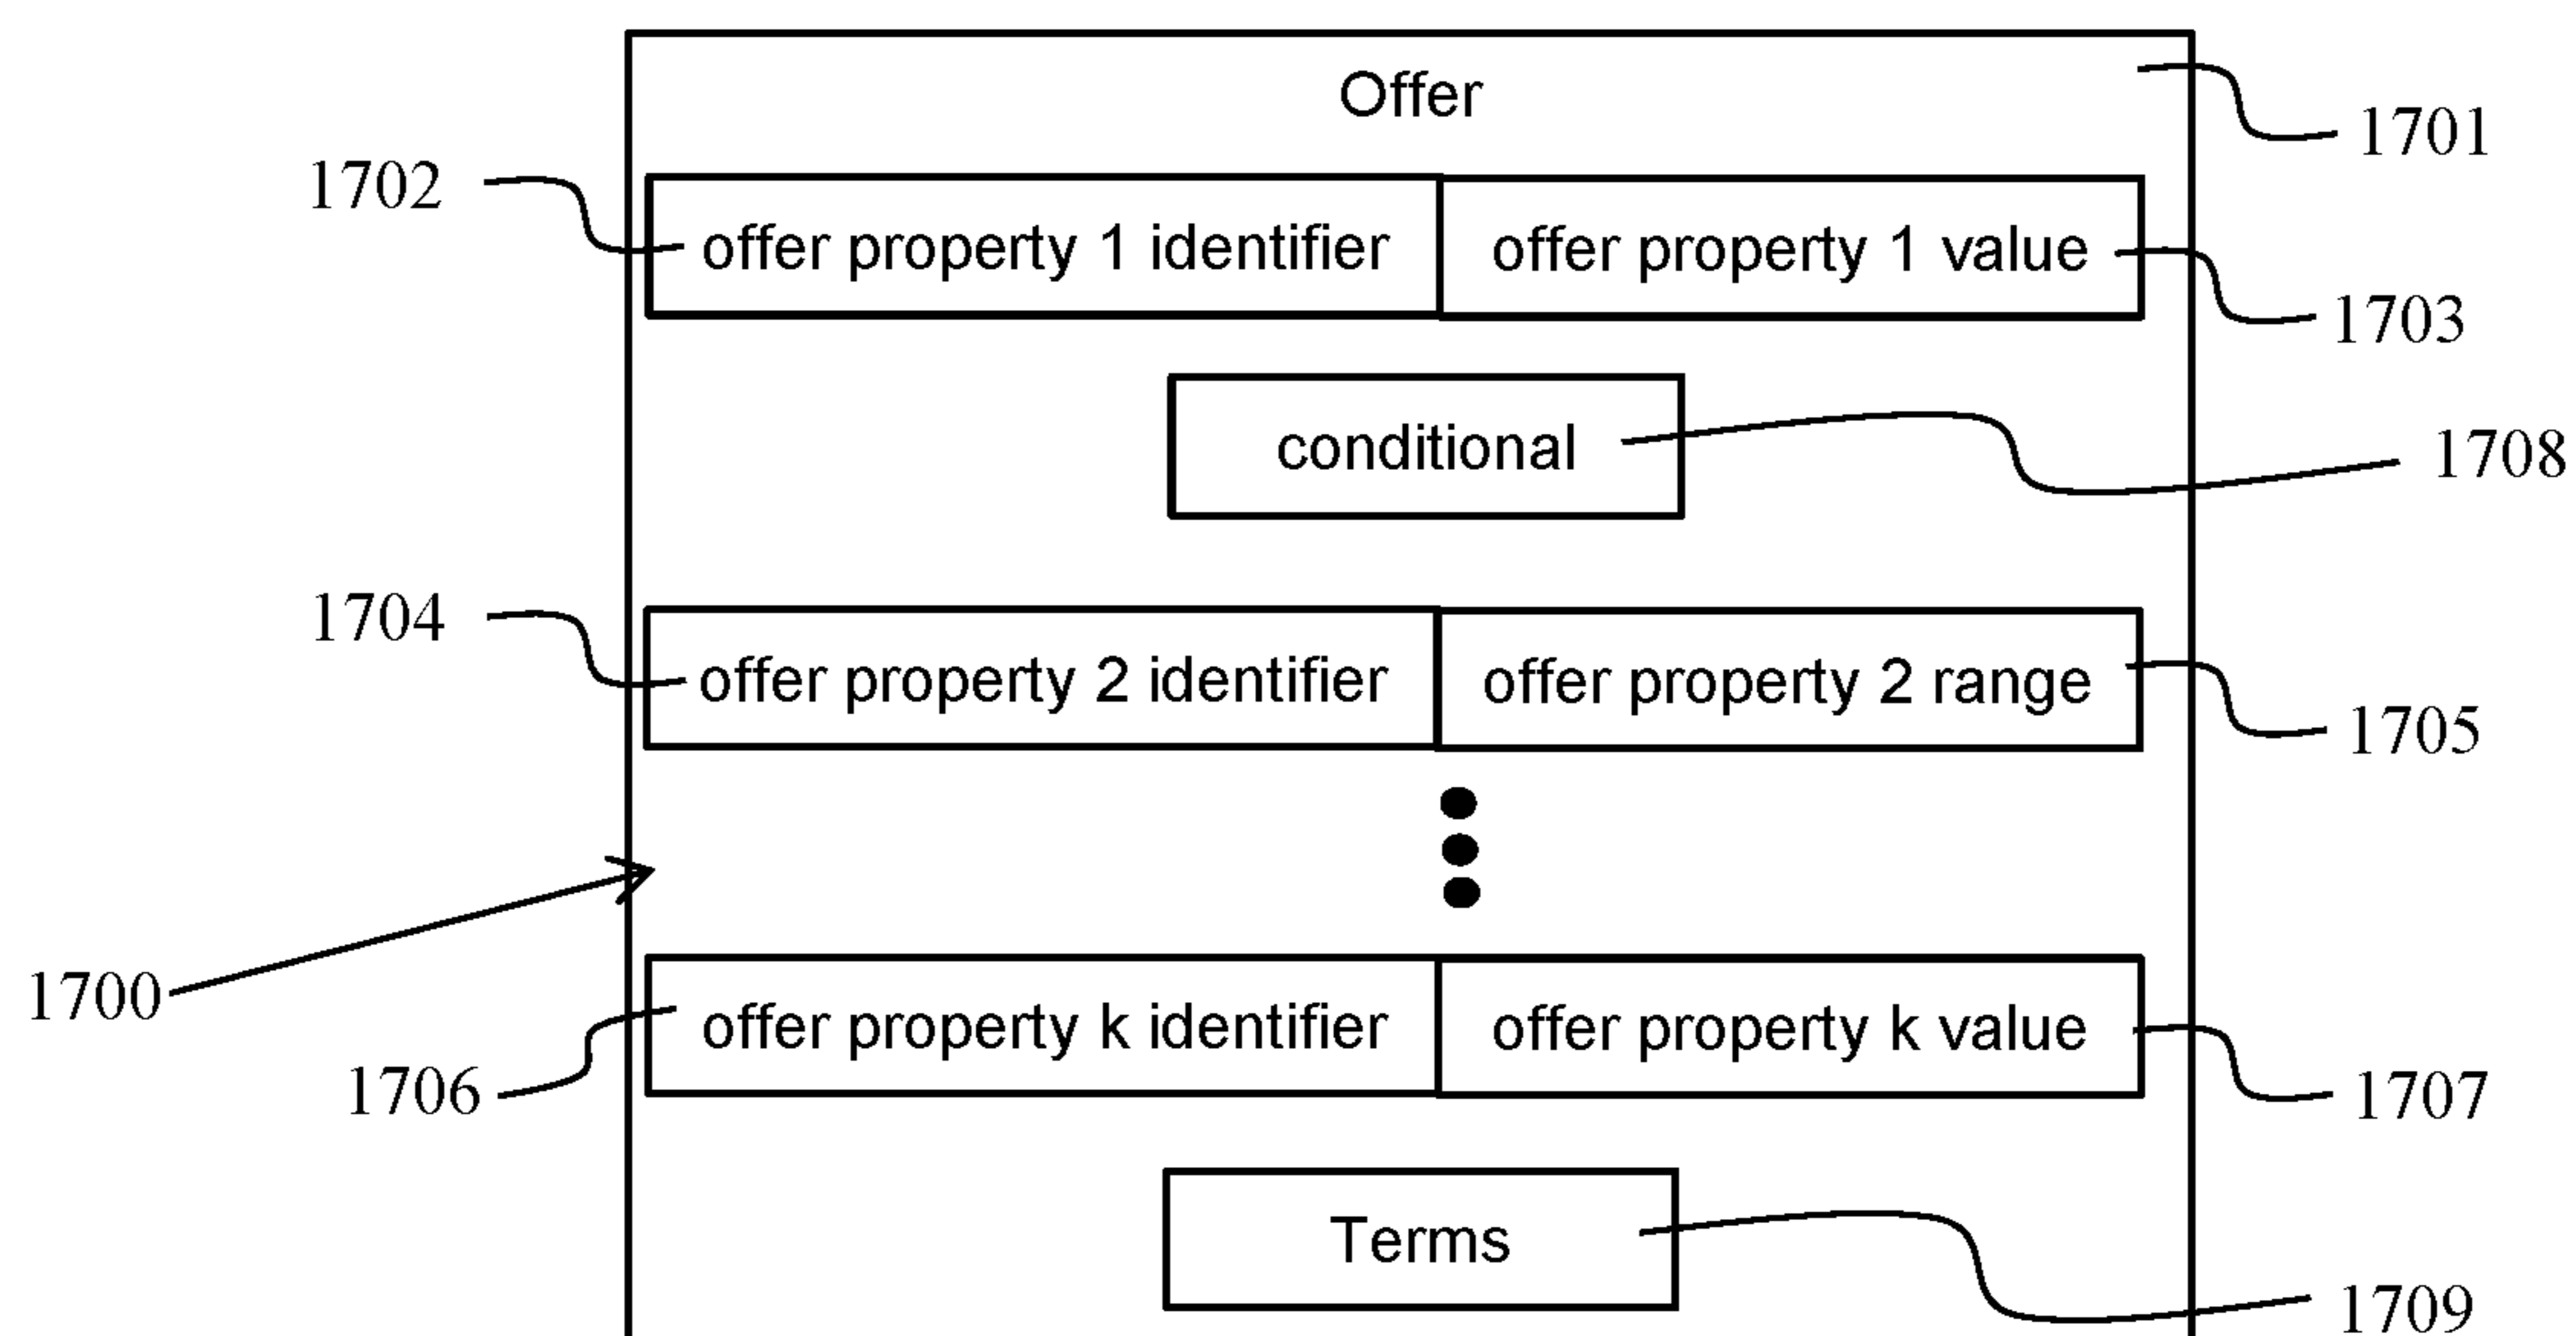 Offer
1701
1702
offer property 1 identifier offer property 1 value
1703
conditional
1708
1704
offer property 2 identifier offer property 2 range
1705
1700
offer property k identifier offer property k value
1706
1707
Terms
1709